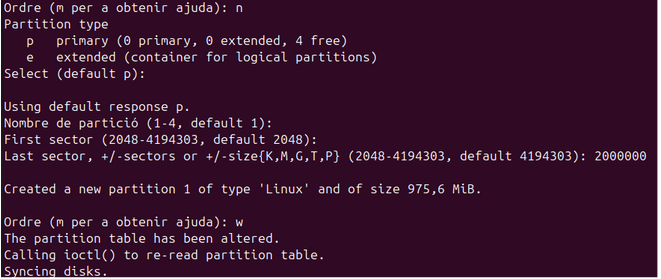 Ordre (m per a obtenir ajuda): n
Partition type
   p   primary (0 primary, 0 extended, 4 free)
   e   extended (container for logical partitions)
Select (default p):

Using default response p.
Nombre de partició (1-4, default 1):
First sector (2048-4194303, default 2048):
Last sector, +/-sectors or +/-size{K,M,G,T,P} (2048-4194303, default 4194303): 2000000

Created a new partition 1 of type 'Linux' and of size 975,6 MiB.

Ordre (m per a obtenir ajuda): w
The partition table has been altered.
Calling ioctl() to re-read partition table.
Syncing disks.